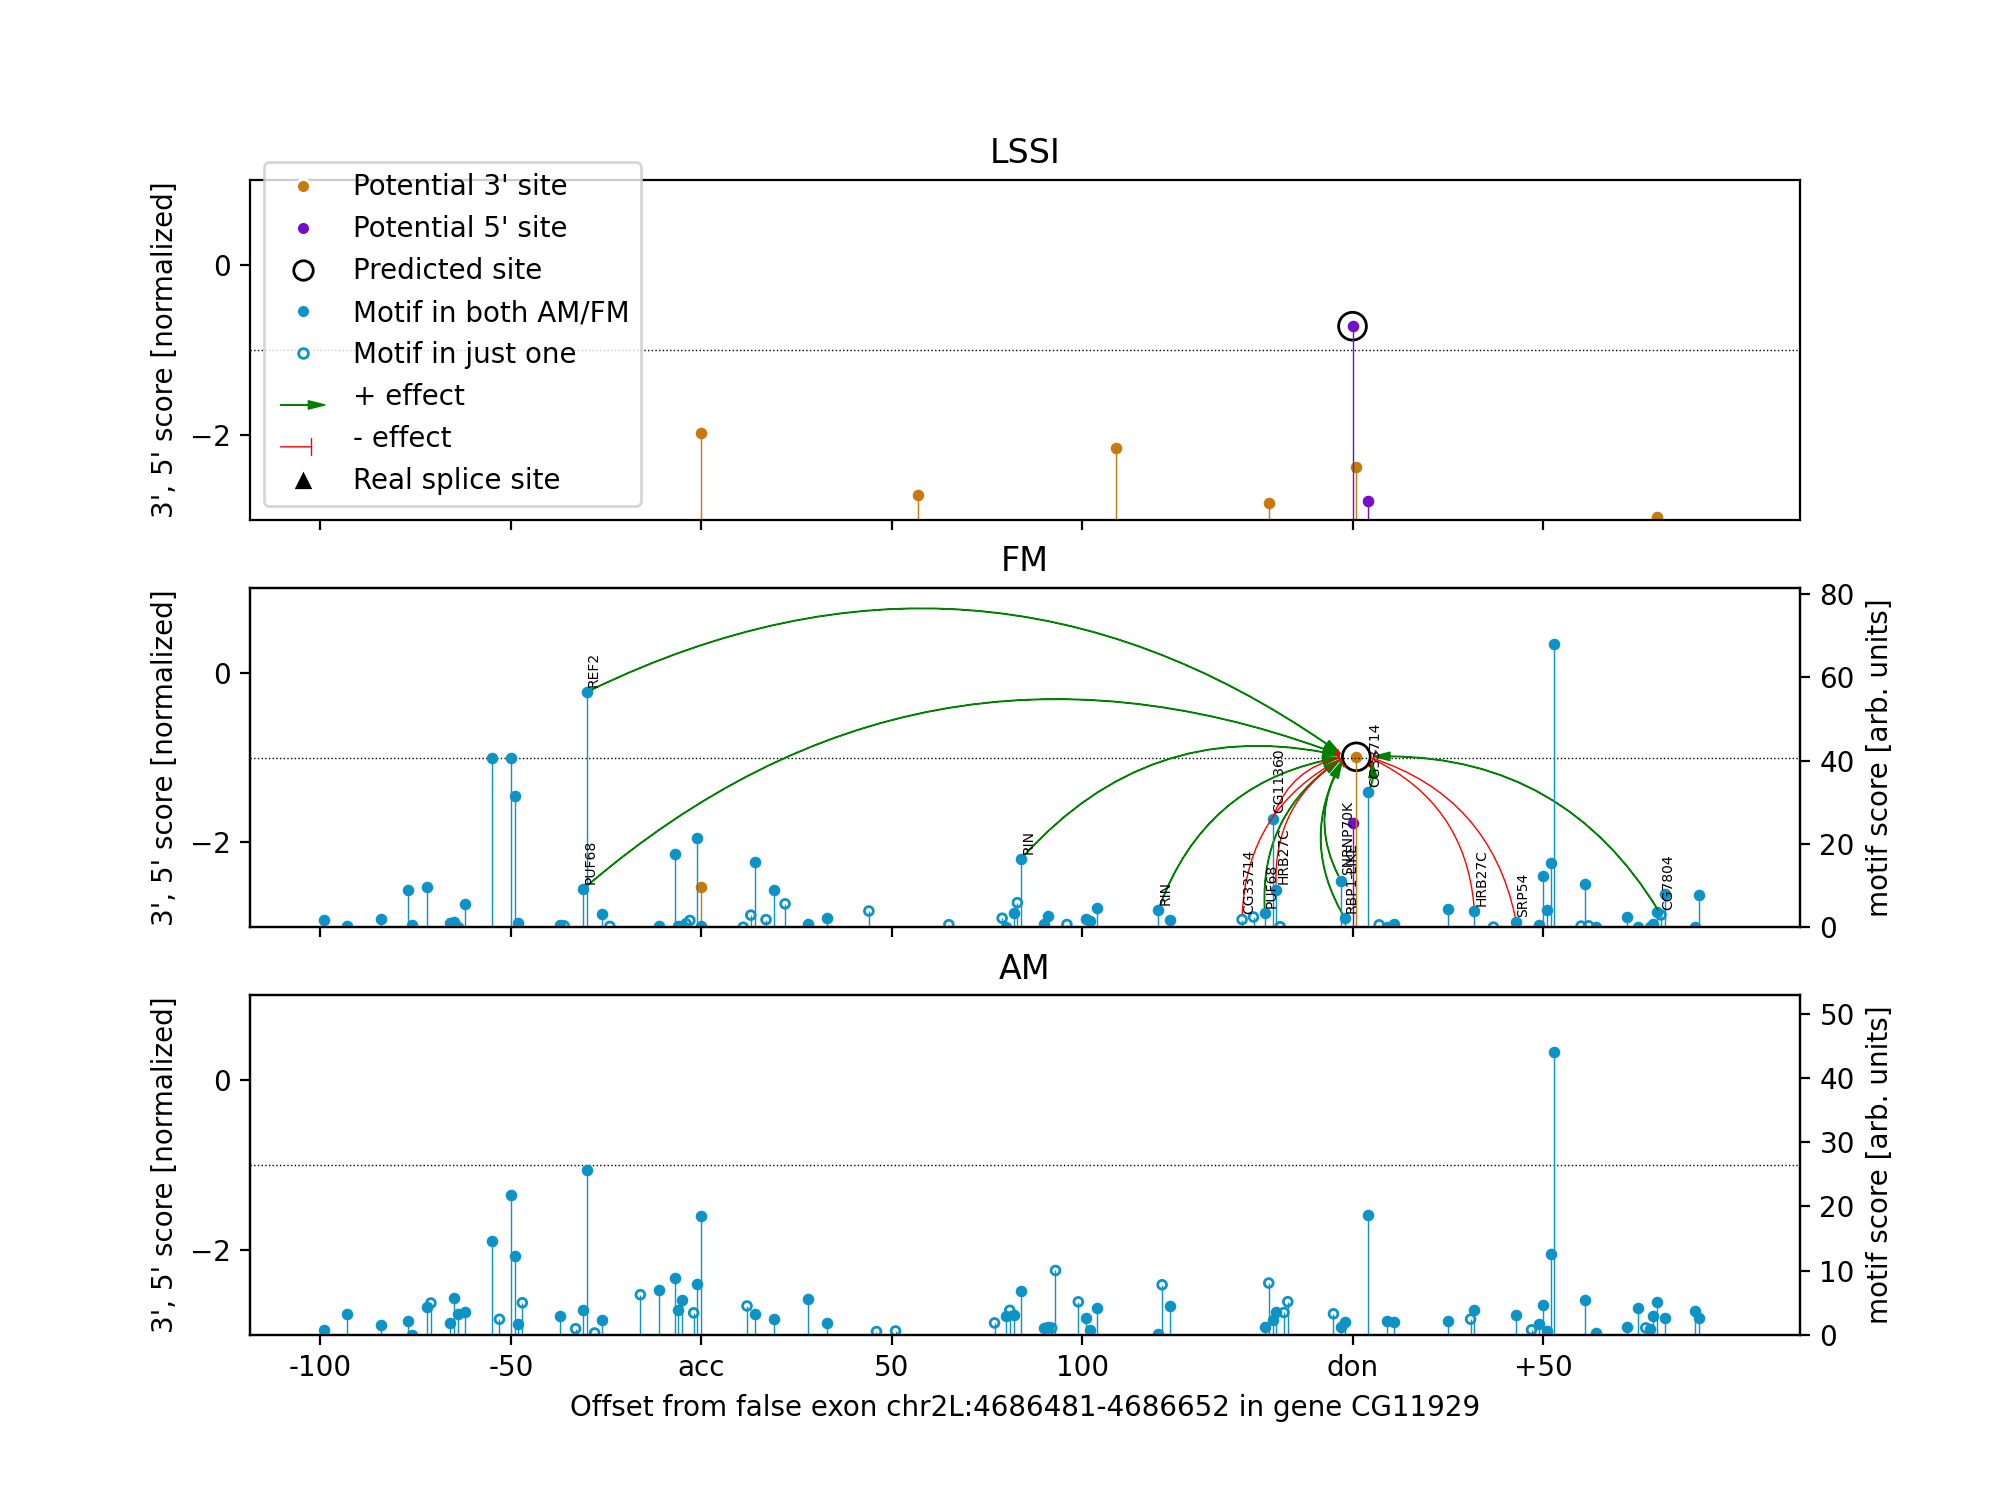 LSSI
3', 5' score [normalized]
0
−2
Potential 3' site
Potential 5' site
Predicted site
Motif in both AM/FM
Motif in just one
+ effect
- effect
Real splice site
FM
3', 5' score [normalized]
0
−2
REF2
PUF68
RIN
RIN
CG33714
PUF68
CG11360
HRB27C
SNRNP70K
RBP1-LIKE
CG33714
HRB27C
SRP54
CG7804
80
60
40
20
0
motif score [arb. units]
AM
3', 5' score [normalized]
0
−2
50
40
30
20
10
0
motif score [arb. units]
-100
-50
acc
50
100
don
+50
Offset from false exon chr2L:4686481-4686652 in gene CG11929